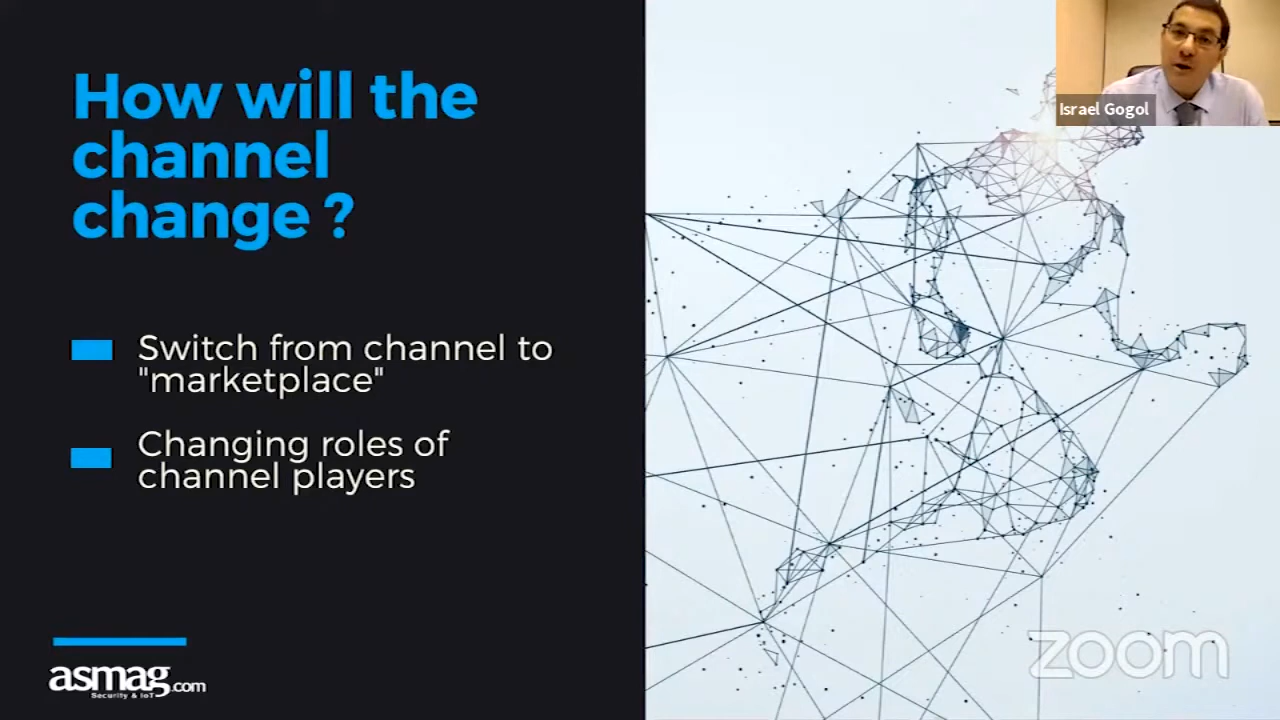 How will the
channel
change ?
Switch from channel to
"marketplace"
Changing roles of
channel players
asmag.com
Security & IoT
Israel Gogol
zoom